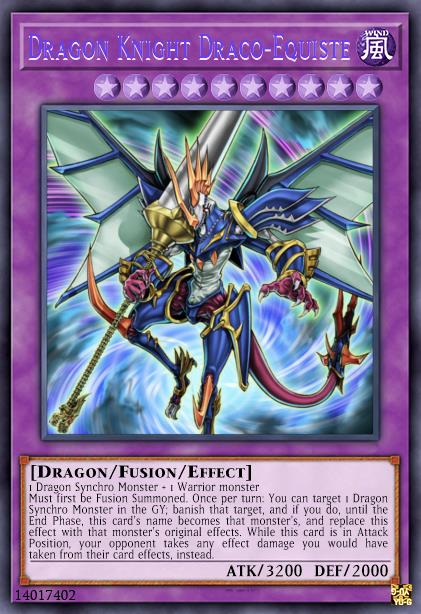 Dragon Knight Draco-Equiste
WIND
風
[Dragon/Fusion/Effect]
1 Dragon Synchro Monster + 1 Warrior monster
Must first be Fusion Summoned. Once per turn: You can target 1 Dragon
Synchro Monster in the GY; banish that target, and if you do, until the
End Phase, this card's name becomes that monster's, and replace this
effect with that monster's original effects. While this card is in Attack
Position, your opponent takes any effect damage you would have
taken from their card effects, instead.
ATK/3200 DEF/2000
14017402